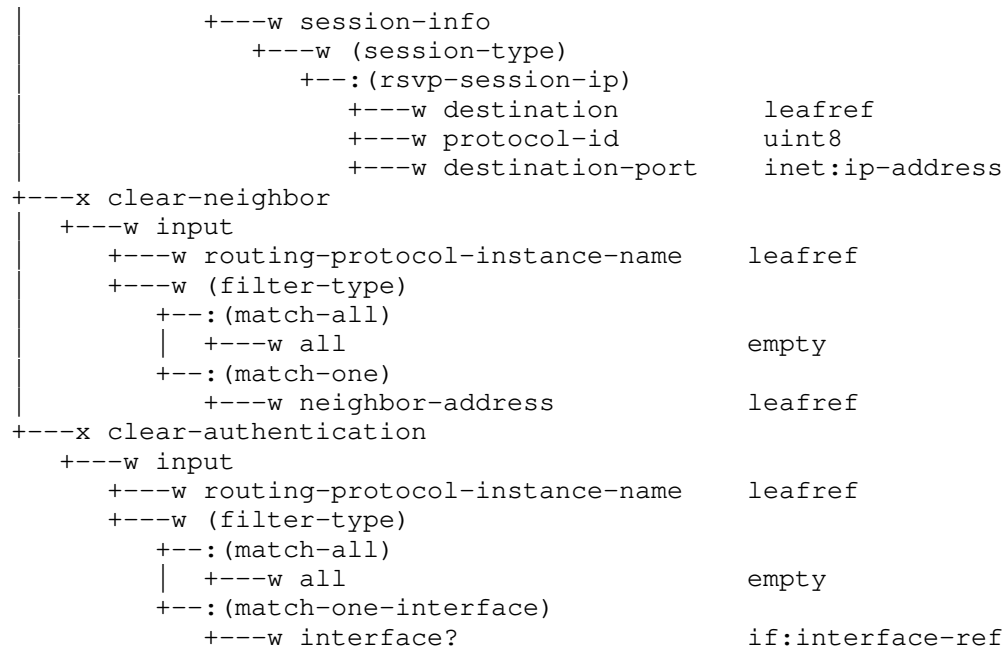 |           +---w session-info
|              +---w (session-type)
|                 +--:(rsvp-session-ip)
|                    +---w destination         leafref
|                    +---w protocol-id         uint8
|                    +---w destination-port    inet:ip-address
+---x clear-neighbor
|  +---w input
|     +---w routing-protocol-instance-name    leafref
|     +---w (filter-type)
|        +--:(match-all)
|        |  +---w all                         empty
|        +--:(match-one)
|           +---w neighbor-address            leafref
+---x clear-authentication
   +---w input
      +---w routing-protocol-instance-name    leafref
      +---w (filter-type)
         +--:(match-all)
         |  +---w all                         empty
         +--:(match-one-interface)
            +---w interface?                  if:interface-ref